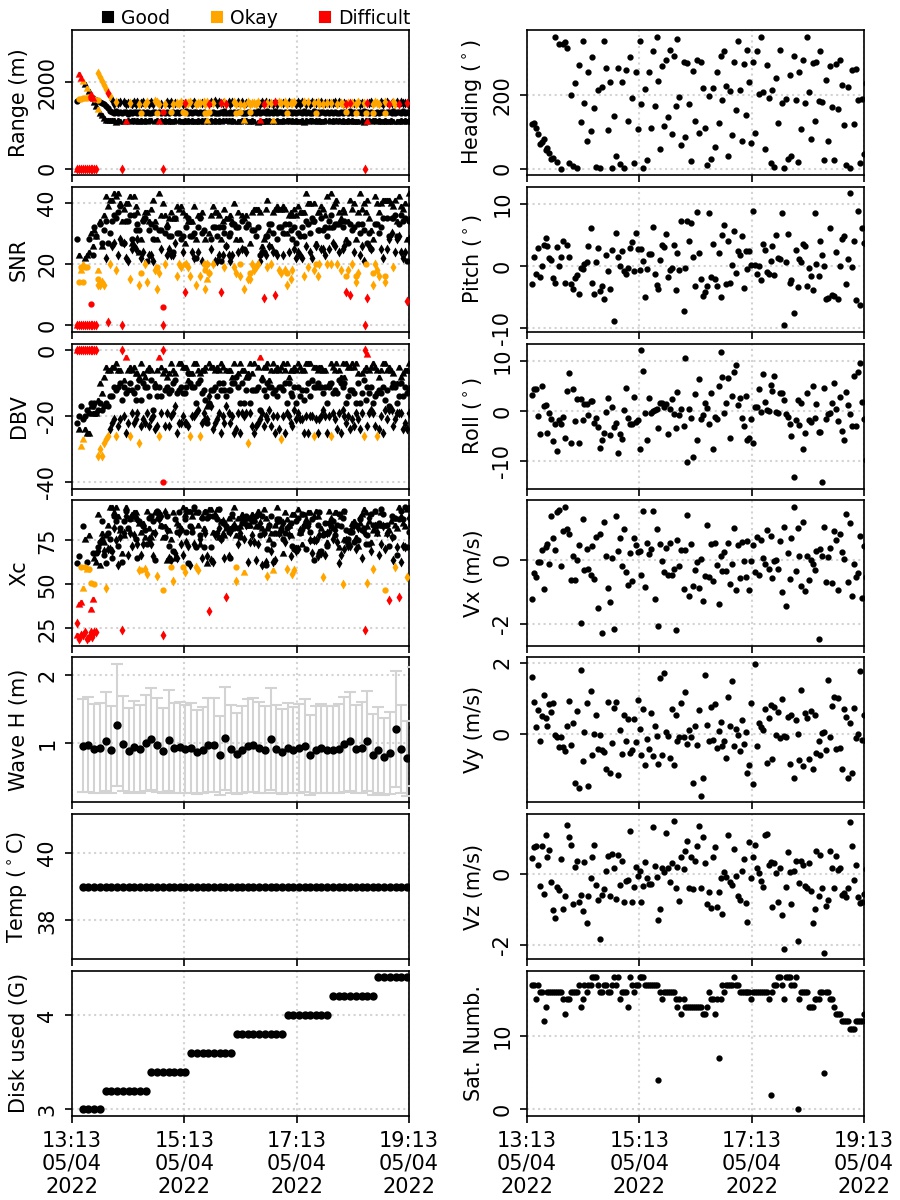 Good Okay Difficult
Range (m)
2000
0
Heading (°)
200
0
SNR
40
20
0
Pitch (°)
10
0
-10
DBV
0
-20
-40
Roll (°)
10
0
-10
Xc
75
50
25
Vx (m/s)
0
-2
Wave H (m)
2
1
Vy (m/s)
2
0
Temp (°C)
40
38
Vz (m/s)
0
-2
Disk used (G)
4
3
Sat. Numb.
10
0
13:13 15:13 17:13 19:13 13:13 15:13 17:13 19:13
05/04 05/04 05/04 05/04 05/04 05/04 05/04 05/04
2022 2022 2022 2022 2022 2022 2022 2022